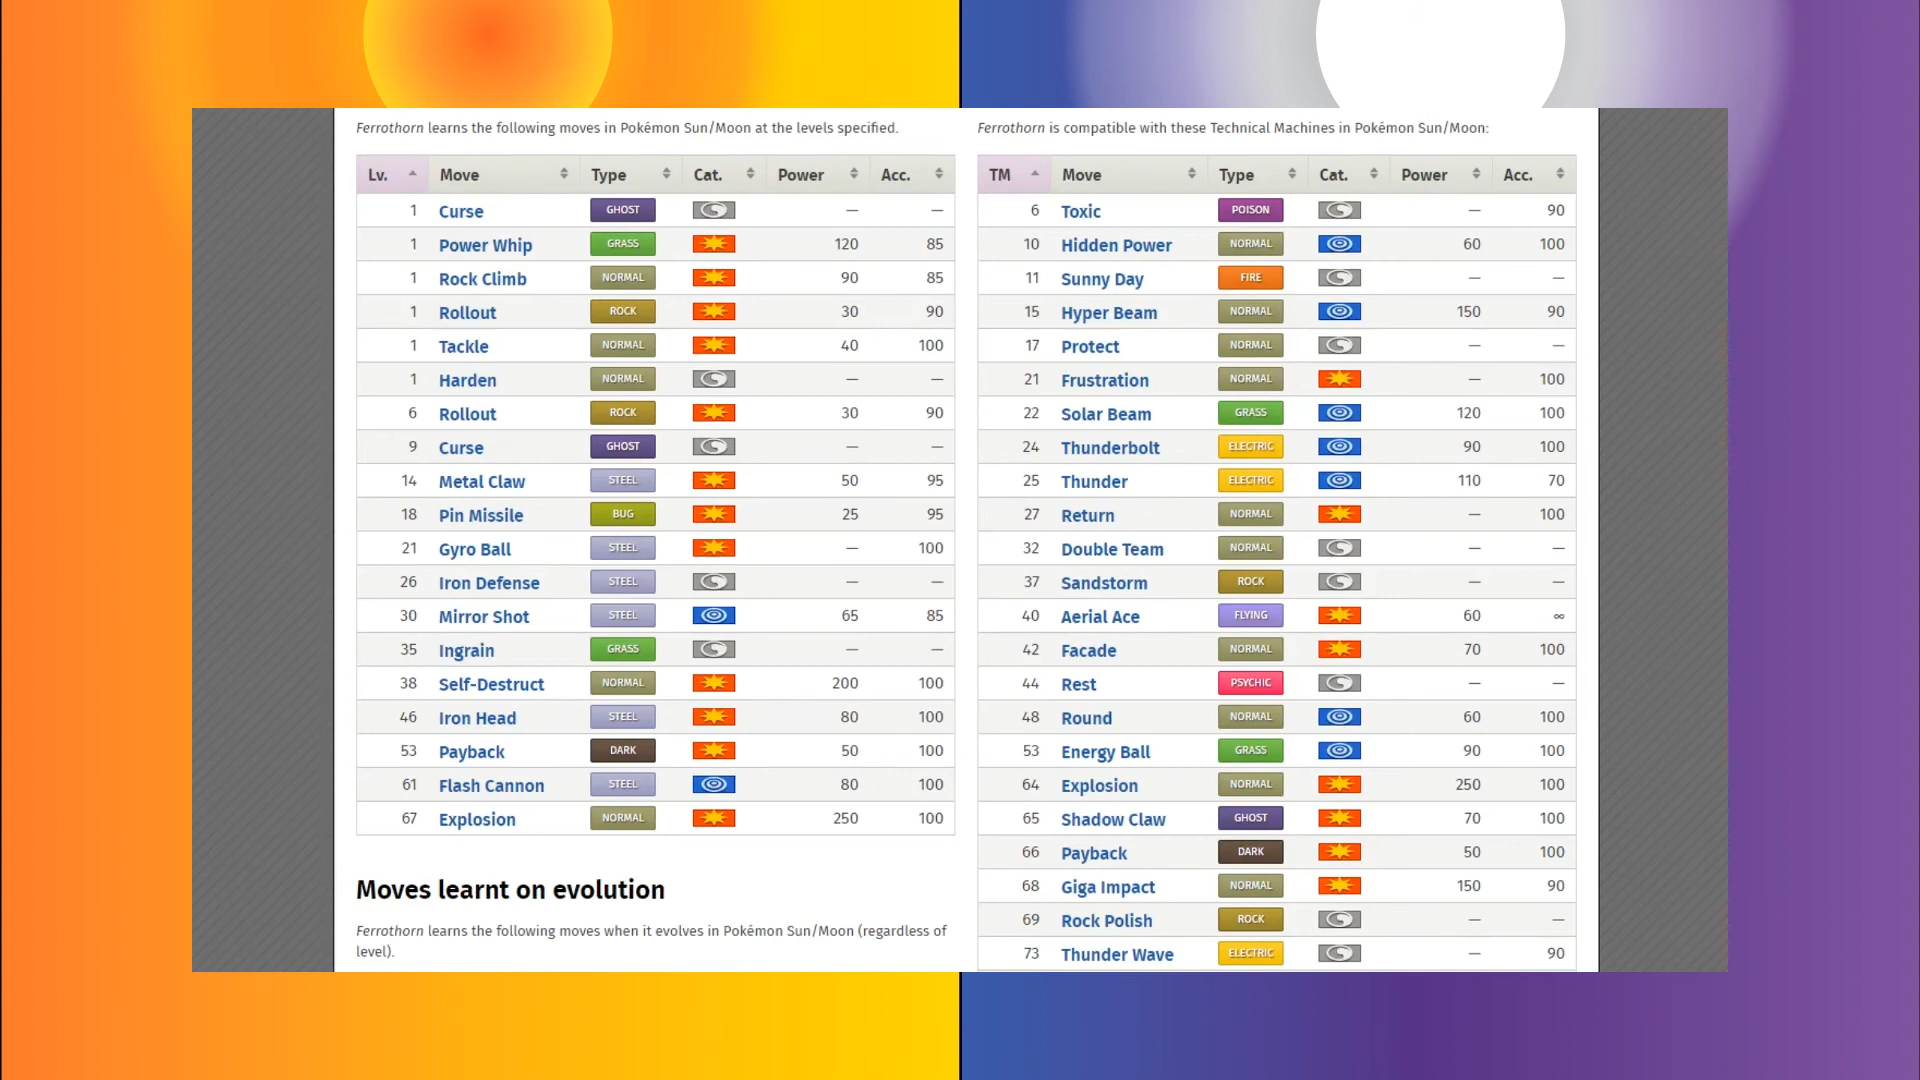 Ferrothorn learns the following moves in Pokémon Sun/Moon at the levels specified.
Lv. Move Type Cat. Power Acc.
1 Curse GHOST — —
1 Power Whip GRASS 120 85
1 Rock Climb NORMAL 90 85
1 Rollout ROCK 30 90
1 Tackle NORMAL 40 100
1 Harden NORMAL — —
6 Rollout ROCK 30 90
9 Curse GHOST — —
14 Metal Claw STEEL 50 95
18 Pin Missile BUG 25 95
21 Gyro Ball STEEL — 100
26 Iron Defense STEEL — —
30 Mirror Shot STEEL 65 85
35 Ingrain GRASS — —
38 Self-Destruct NORMAL 200 100
46 Iron Head STEEL 80 100
53 Payback DARK 50 100
61 Flash Cannon STEEL 80 100
67 Explosion NORMAL 250 100
Moves learnt on evolution
Ferrothorn learns the following moves when it evolves in Pokémon Sun/Moon (regardless of
level).
Ferrothorn is compatible with these Technical Machines in Pokémon Sun/Moon:
TM Move Type Cat. Power Acc.
6 Toxic POISON — 90
10 Hidden Power NORMAL 60 100
11 Sunny Day FIRE — —
15 Hyper Beam NORMAL 150 90
17 Protect NORMAL — —
21 Frustration NORMAL — 100
22 Solar Beam GRASS 120 100
24 Thunderbolt ELECTRIC 90 100
25 Thunder ELECTRIC 110 70
27 Return NORMAL — 100
32 Double Team NORMAL — —
37 Sandstorm ROCK — —
40 Aerial Ace FLYING 60 ∞
42 Facade NORMAL 70 100
44 Rest PSYCHIC — —
48 Round NORMAL 60 100
53 Energy Ball GRASS 90 100
64 Explosion NORMAL 250 100
65 Shadow Claw GHOST 70 100
66 Payback DARK 50 100
68 Giga Impact NORMAL 150 90
69 Rock Polish ROCK — —
73 Thunder Wave ELECTRIC — 90